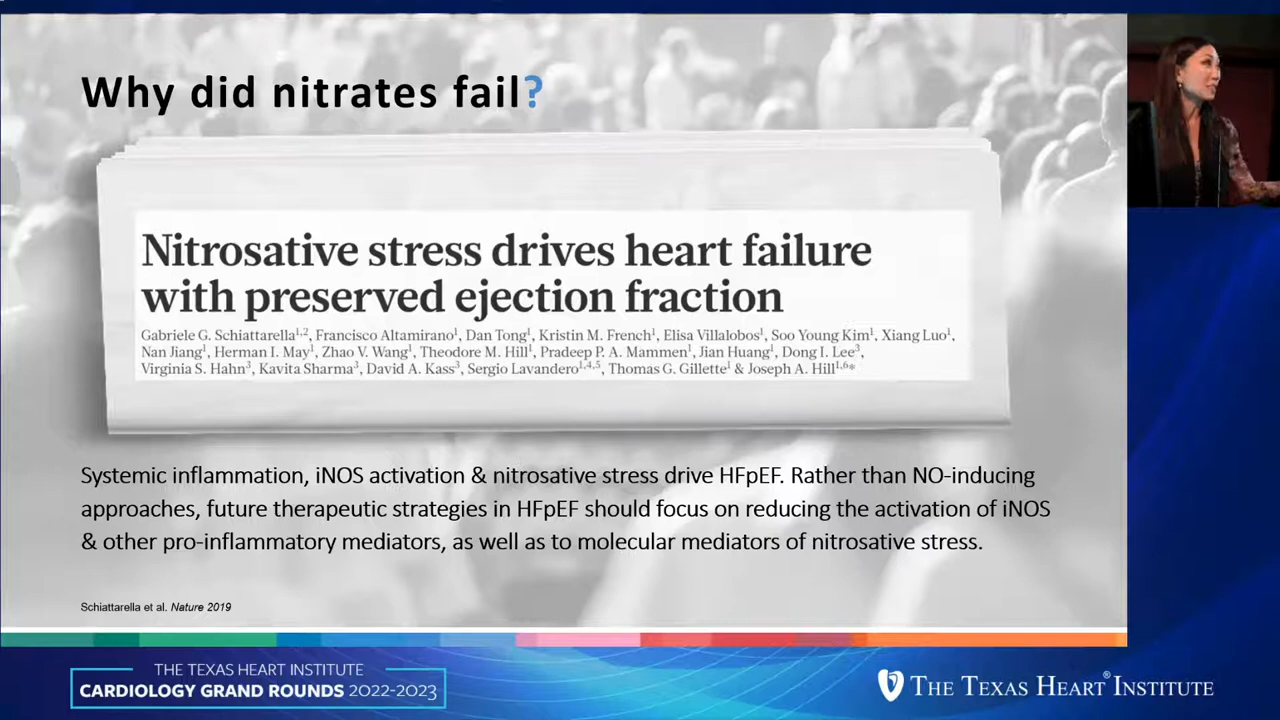 Why did nitrates fail?
Nitrosative stress drives heart failure
with preserved ejection fraction
Gabriele G. Schiattarella1,2, Francisco Altamirano1, Dan Tong1, Kristin M. French1, Elisa Villalobos1, Soo Young Kim1, Xiang Luo1,
Nan Jiang1, Herman I. May1, Zhao V. Wang1, Theodore M. Hill1, Pradeep P. A. Mammen1, Jian Huang1, Dong I. Lee3,
Virginia S. Hahn3, Kavita Sharma3, David A. Kass3, Sergio Lavandero1,4,5, Thomas G. Gillette1 & Joseph A. Hill1,6*
Systemic inflammation, iNOS activation & nitrosative stress drive HFpEF. Rather than NO-inducing
approaches, future therapeutic strategies in HFpEF should focus on reducing the activation of iNOS
& other pro-inflammatory mediators, as well as to molecular mediators of nitrosative stress.
Schiattarella et al. Nature 2019
THE TEXAS HEART INSTITUTE
CARDIOLOGY GRAND ROUNDS 2022-2023
THE TEXAS HEART® INSTITUTE